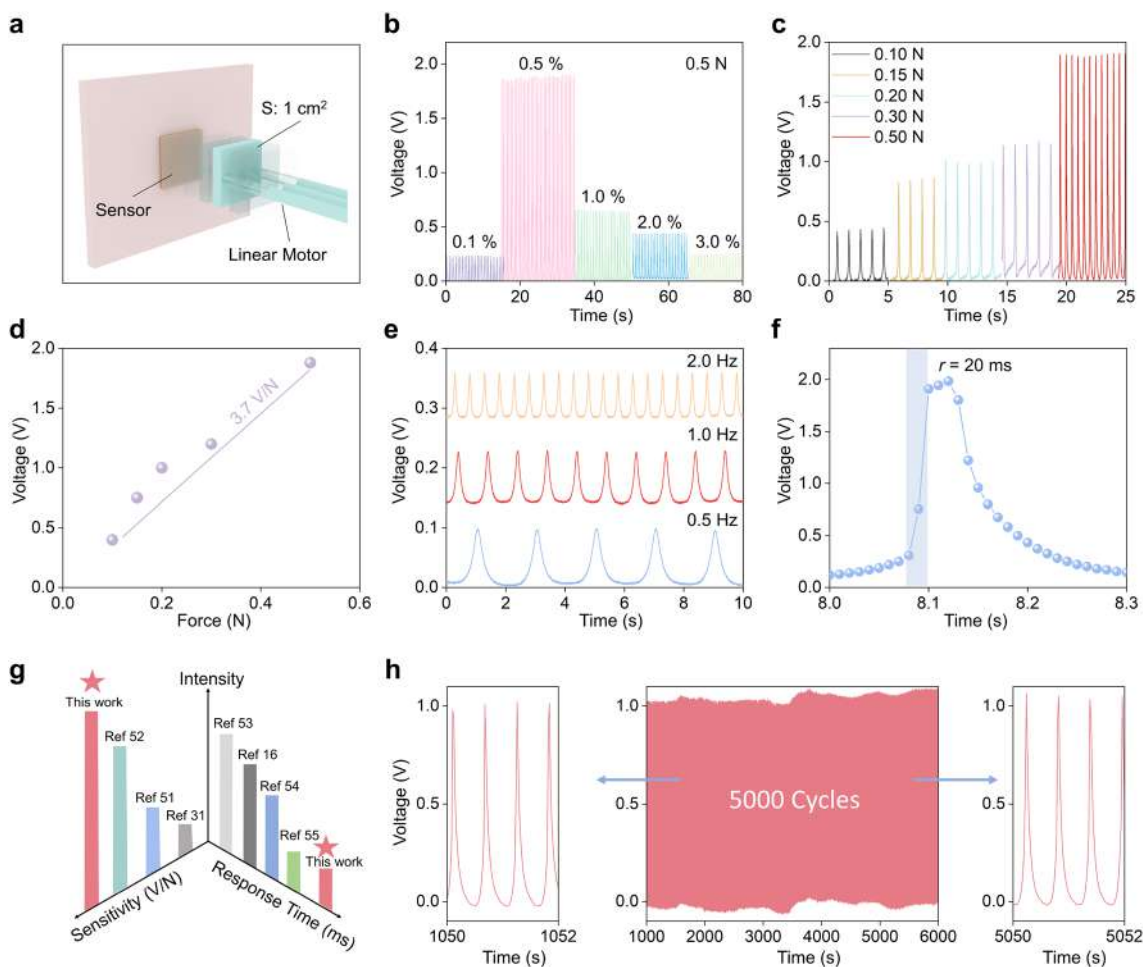 a
S: 1 cm²
Sensor
Linear Motor
b
Voltage (V)
2.0
1.5
1.0
0.5
0.0
0.5 %
0.5 N
1.0 %
2.0 %
0.1 %
3.0 %
0 20 40 60 80
Time (s)
c
Voltage (V)
2.0
1.5
1.0
0.5
0.0
0.10 N
0.15 N
0.20 N
0.30 N
0.50 N
0 5 10 15 20 25
Time (s)
d
Voltage (V)
2.0
1.5
1.0
0.5
0.0
3.7 V/N
0.0 0.2 0.4 0.6
Force (N)
e
Voltage (V)
0.4
0.3
0.2
0.1
0.0
2.0 Hz
1.0 Hz
0.5 Hz
0 2 4 6 8 10
Time (s)
f
Voltage (V)
2.0
1.5
1.0
0.5
0.0
r = 20 ms
8.0 8.1 8.2 8.3
Time (s)
g
Intensity
This work
Ref 52
Ref 51
Ref 31
Ref 53
Ref 16
Ref 54
Ref 55
This work
Sensitivity (V/N)
Response Time (ms)
h
Voltage (V)
1.0
0.5
0.0
1050 1052
Time (s)
1.0
0.5
0.0
5000 Cycles
1000 2000 3000 4000 5000 6000
Time (s)
1.0
0.5
0.0
5050 5052
Time (s)